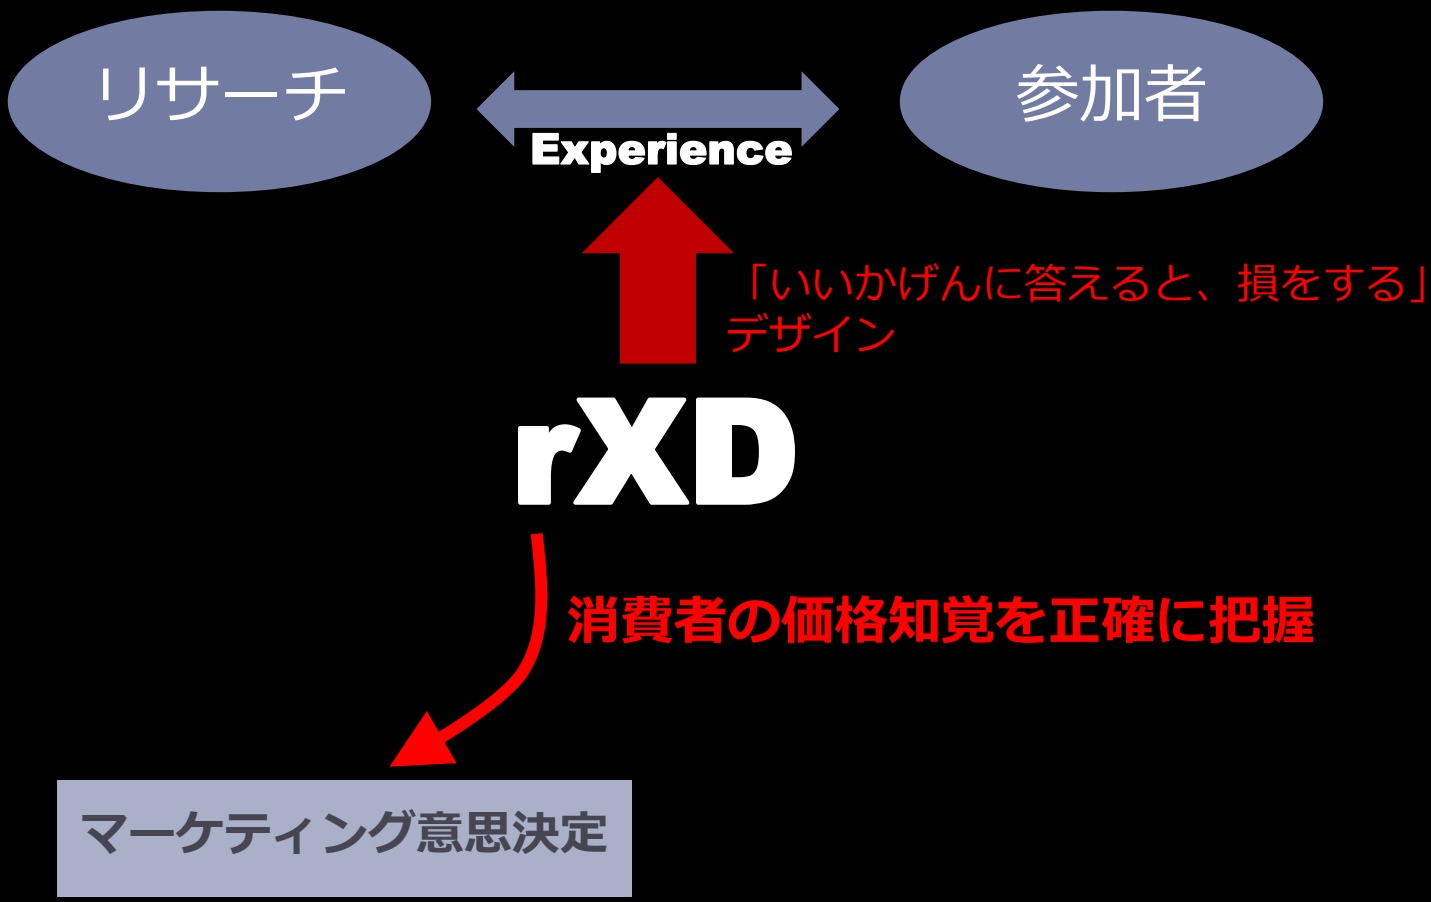 リサーチ
参加者
Experience
「いいかげんに答えると、損をする」
デザイン
rXD
消費者の価格知覚を正確に把握
マーケティング意思決定